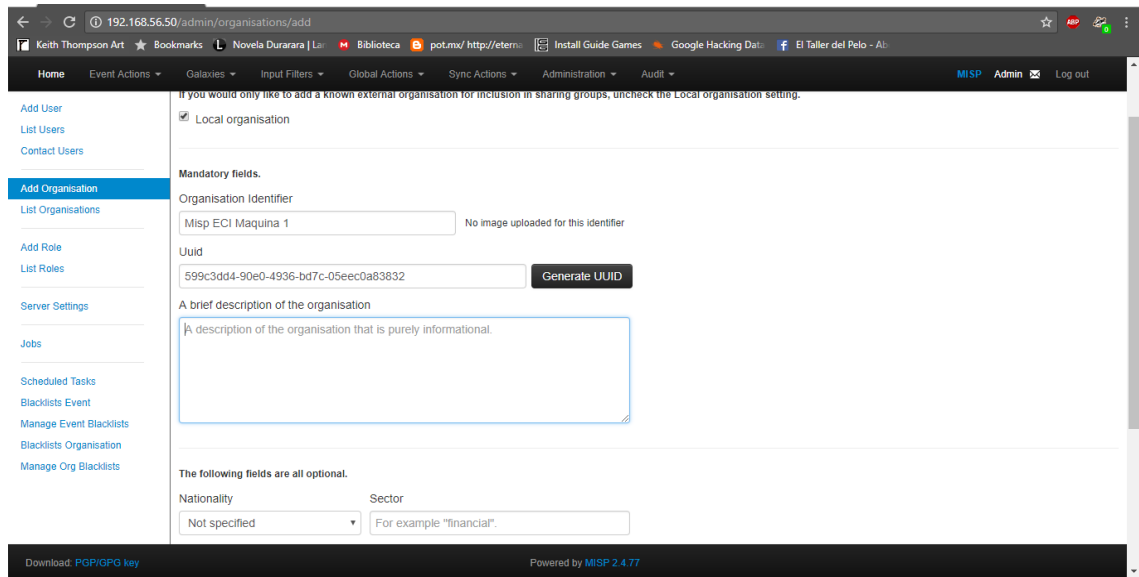 192.168.56.50/admin/organisations/add
Keith Thompson Art Bookmarks Novela Durarara | Lar Biblioteca pot.mx/ http://eterna Install Guide Games Google Hacking Data El Taller del Pelo - Ab
Home Event Actions Galaxies Input Filters Global Actions Sync Actions Administration Audit MISP Admin Log out
If you would only like to add a known external organisation for inclusion in sharing groups, uncheck the Local organisation setting.
Local organisation
Add User
List Users
Contact Users
Add Organisation
List Organisations
Add Role
List Roles
Server Settings
Jobs
Scheduled Tasks
Blacklists Event
Manage Event Blacklists
Blacklists Organisation
Manage Org Blacklists
Mandatory fields.
Organisation Identifier
Misp ECI Maquina 1 No image uploaded for this identifier
Uuid
599c3dd4-90e0-4936-bd7c-05eec0a83832 Generate UUID
A brief description of the organisation
A description of the organisation that is purely informational.
The following fields are all optional.
Nationality Sector
Not specified For example "financial".
Download: PGP/GPG key Powered by MISP 2.4.77